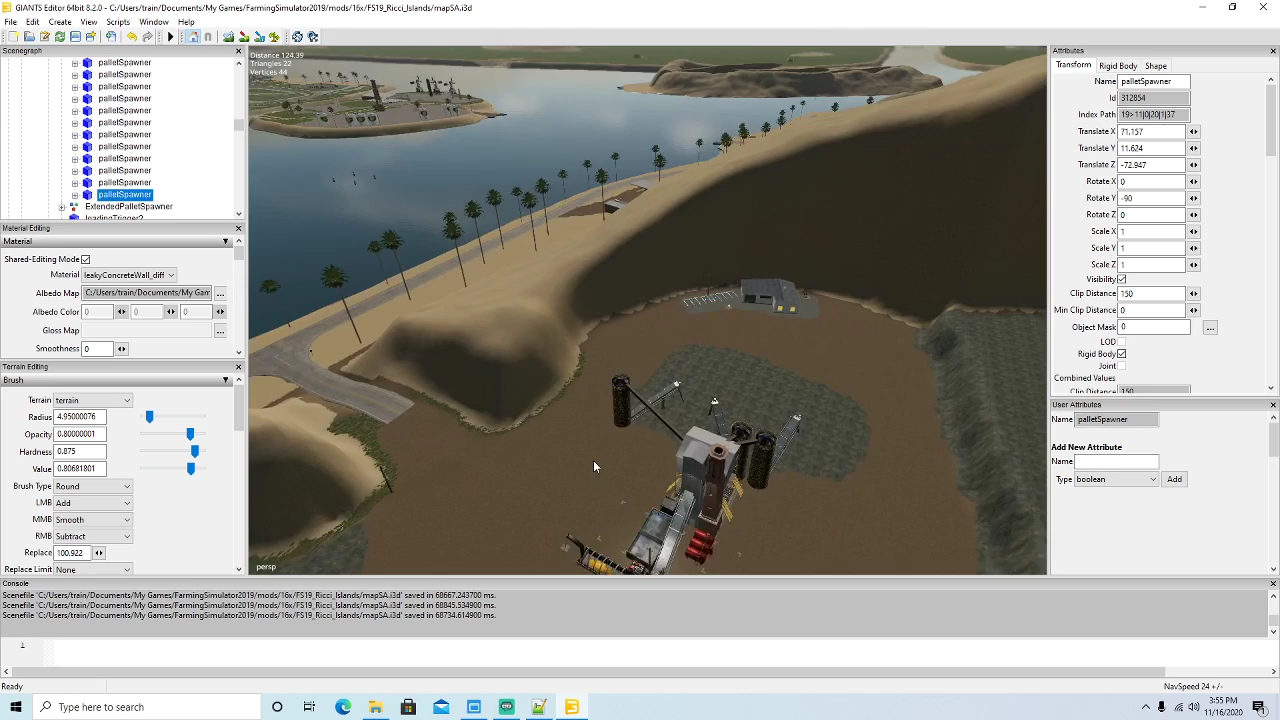 GIANTS Editor 64bit 8.2.0 - C:/Users/train/Documents/My Games/FarmingSimulator2019/mods/16x/FS19_Ricci_Islands/mapSA.i3d
File Edit Create View Scripts Window Help
Scenegraph
palletSpawner
palletSpawner
palletSpawner
palletSpawner
palletSpawner
palletSpawner
palletSpawner
palletSpawner
palletSpawner
palletSpawner
palletSpawner
palletSpawner
ExtendedPalletSpawner
loadingTrigger2
Material Editing
Material
Shared-Editing Mode
Material leakyConcreteWall_diff
Albedo Map C:/Users/train/Documents/My Gam ...
Albedo Color 0 0 0
Gloss Map ...
Smoothness 0
Terrain Editing
Brush
Terrain terrain
Radius 4.95000076
Opacity 0.80000001
Hardness 0.875
Value 0.80681801
Brush Type Round
LMB Add
MMB Smooth
RMB Subtract
Replace 100.922
Replace Limit None
Distance 124.39
Triangles 22
Vertices 44
persp
Attributes
Transform Rigid Body Shape
Name palletSpawner
Id 312854
Index Path 19>11|0|20|1|37
Translate X 71.157
Translate Y 11.624
Translate Z -72.947
Rotate X 0
Rotate Y -90
Rotate Z 0
Scale X 1
Scale Y 1
Scale Z 1
Visibility
Clip Distance 150
Min Clip Distance 0
Object Mask 0 ...
LOD
Rigid Body
Joint
Combined Values
Clip Distance 150
User Attributes
Name palletSpawner
Add New Attribute
Name
Type boolean Add
Console
Scenefile 'C:/Users/train/Documents/My Games/FarmingSimulator2019/mods/16x/FS19_Ricci_Islands/mapSA.i3d' saved in 68667.243700 ms.
Scenefile 'C:/Users/train/Documents/My Games/FarmingSimulator2019/mods/16x/FS19_Ricci_Islands/mapSA.i3d' saved in 68845.534900 ms.
Scenefile 'C:/Users/train/Documents/My Games/FarmingSimulator2019/mods/16x/FS19_Ricci_Islands/mapSA.i3d' saved in 68734.614900 ms.
1
Ready
NavSpeed 24 +/-
Type here to search
3:55 PM
11/16/2020